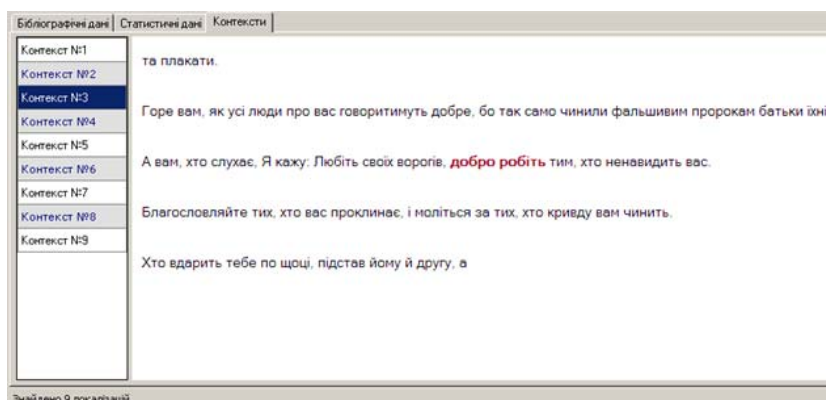 Бібліографічні дані Статистичні дані Контексти
Контекст №1
Контекст №2
Контекст №3
Контекст №4
Контекст №5
Контекст №6
Контекст №7
Контекст №8
Контекст №9
та плакати.
Горе вам, як усі люди про вас говоритимуть добре, бо так само чинили фальшивим пророкам батьки їхні
А вам, хто слухає, Я кажу: Любіть своїх ворогів, добро робіть тим, хто ненавидить вас.
Благословляйте тих, хто вас проклинає, і моліться за тих, хто кривду вам чинить.
Хто вдарить тебе по щоці, підстав йому й другу, а
Знайдено 9 локалізацій